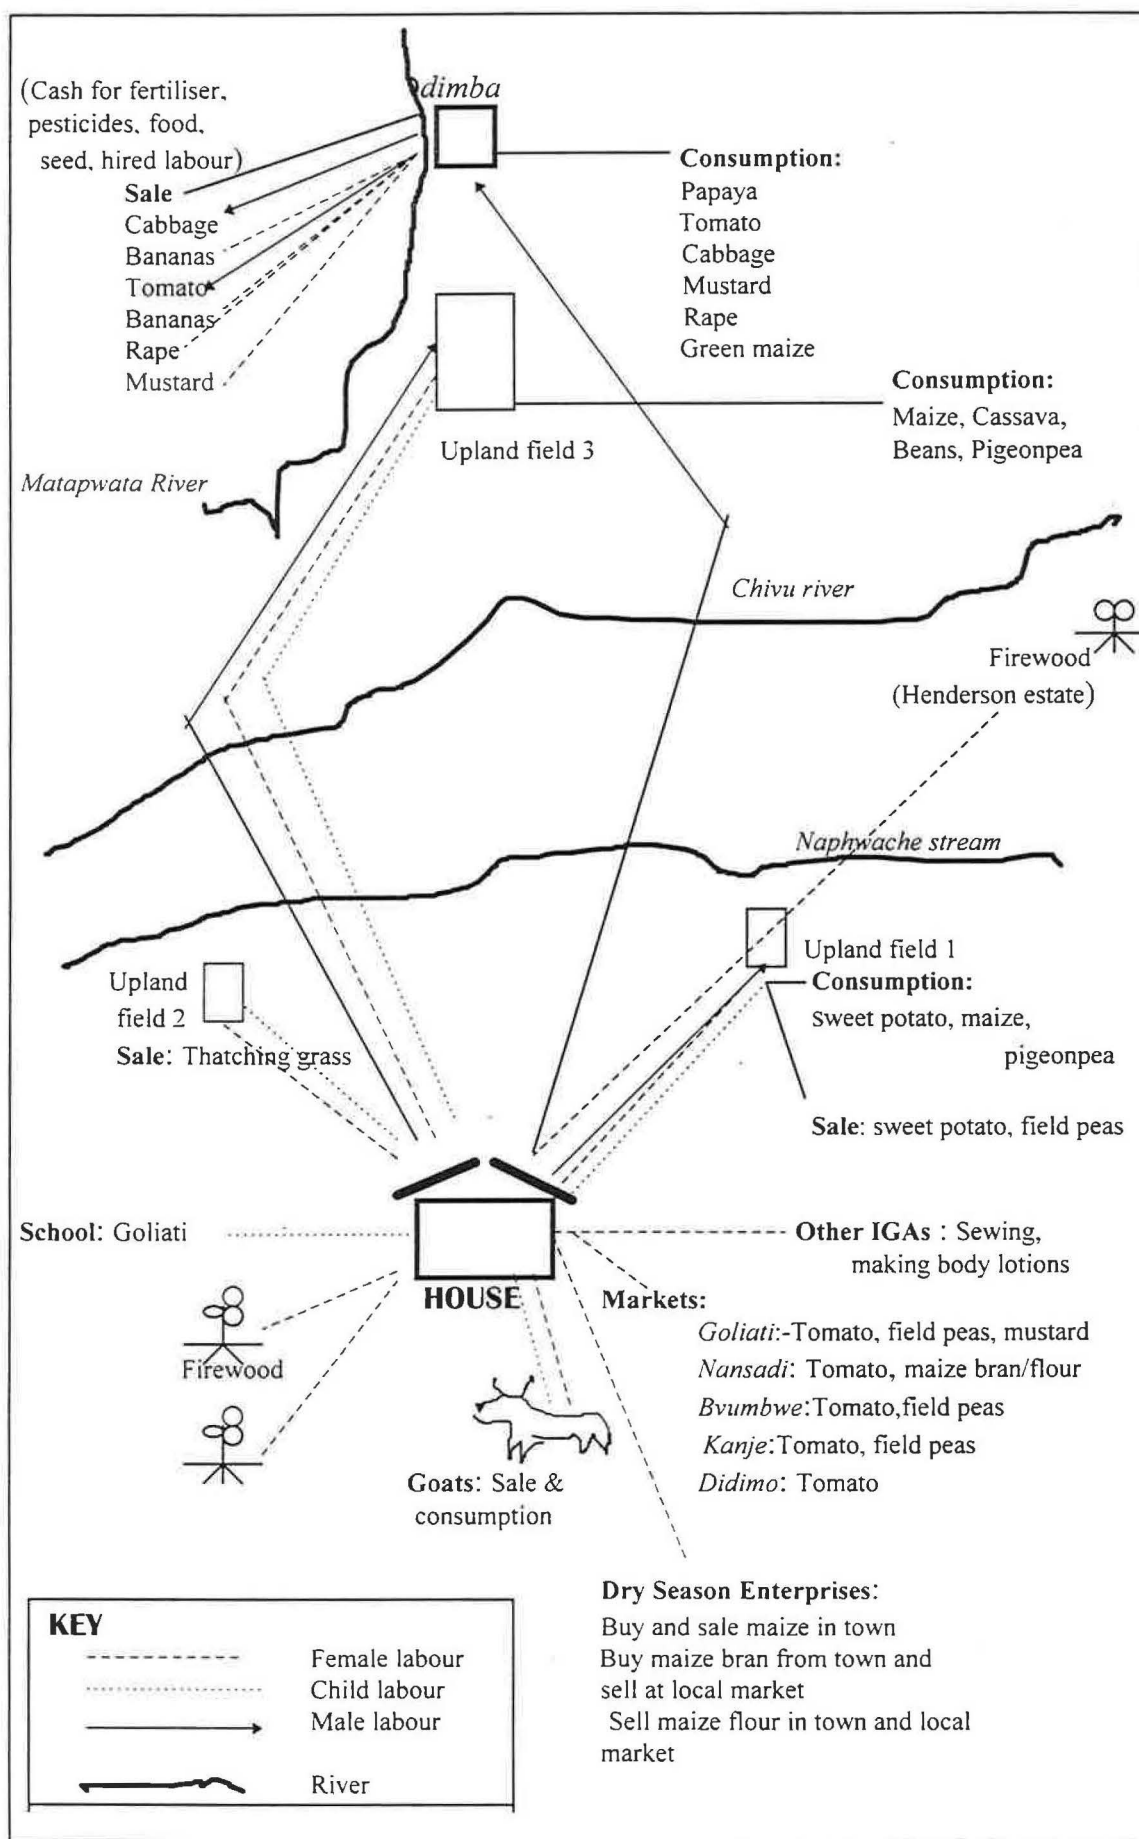 dimba
(Cash for fertiliser,
pesticides, food,
seed, hired labour)
Sale
Cabbage
Bananas
Tomato
Bananas
Rape
Mustard
Consumption:
Papaya
Tomato
Cabbage
Mustard
Rape
Green maize
Upland field 3
Consumption:
Maize, Cassava,
Beans, Pigeonpea
Matapwata River
Chivu river
Firewood
(Henderson estate)
Naphwache stream
Upland field 1
Consumption:
sweet potato, maize,
pigeonpea
Sale: sweet potato, field peas
Upland
field 2
Sale: Thatching grass
School: Goliati
HOUSE
Other IGAs : Sewing,
making body lotions
Markets:
Goliati:-Tomato, field peas, mustard
Nansadi: Tomato, maize bran/flour
Bvumbwe:Tomato,field peas
Kanje:Tomato, field peas
Didimo: Tomato
Firewood
Goats: Sale &
consumption
Dry Season Enterprises:
Buy and sale maize in town
Buy maize bran from town and
sell at local market
Sell maize flour in town and local
market
KEY
Female labour
Child labour
Male labour
River